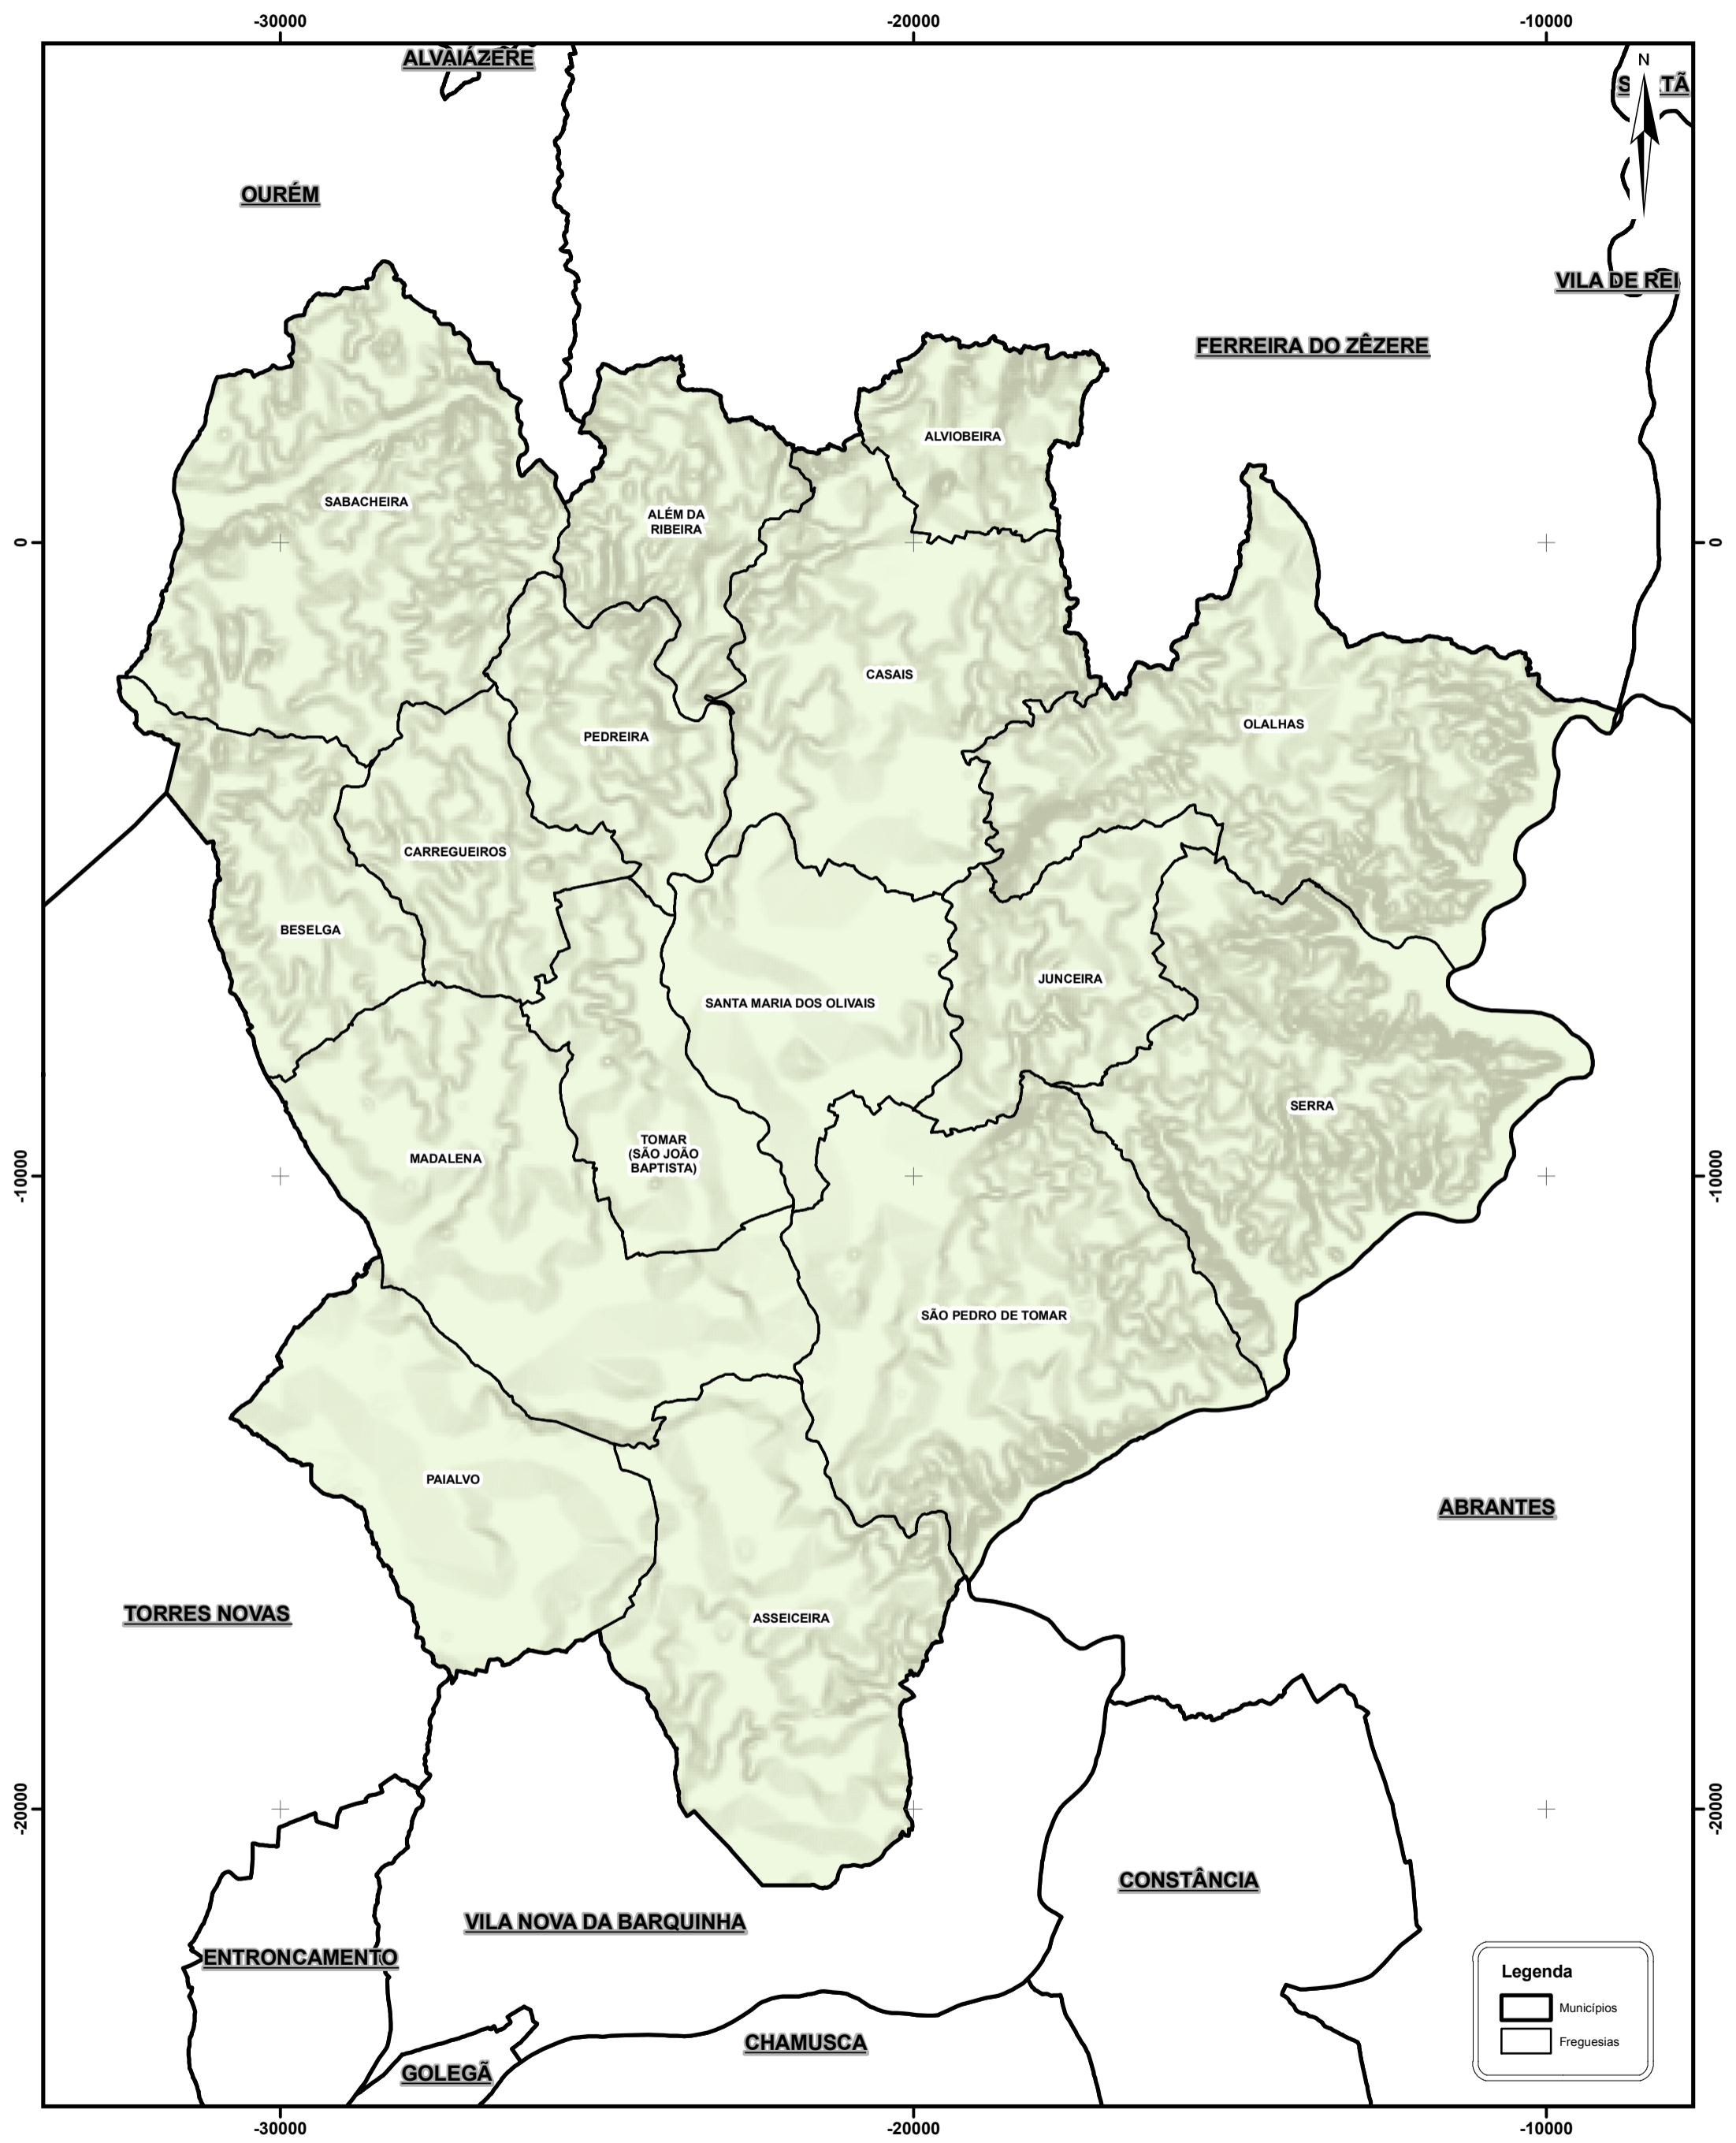 -30000
-20000
-10000
ALVAIÁZERE
N
OURÉM
VILA DE REI
FERREIRA DO ZÊZERE
ALVIOBEIRA
SABACHEIRA
ALÉM DA
RIBEIRA
0
0
CASAIS
OLALHAS
PEDREIRA
CARREGUEIROS
BESELGA
JUNCEIRA
SANTA MARIA DOS OLIVAIS
SERRA
TOMAR
(SÃO JOÃO
BAPTISTA)
MADALENA
-10000
-10000
SÃO PEDRO DE TOMAR
PAIALVO
ABRANTES
TORRES NOVAS
ASSEICEIRA
-20000
-20000
CONSTÂNCIA
VILA NOVA DA BARQUINHA
ENTRONCAMENTO
Legenda
Municípios
Freguesias
CHAMUSCA
GOLEGÃ
-30000
-20000
-10000